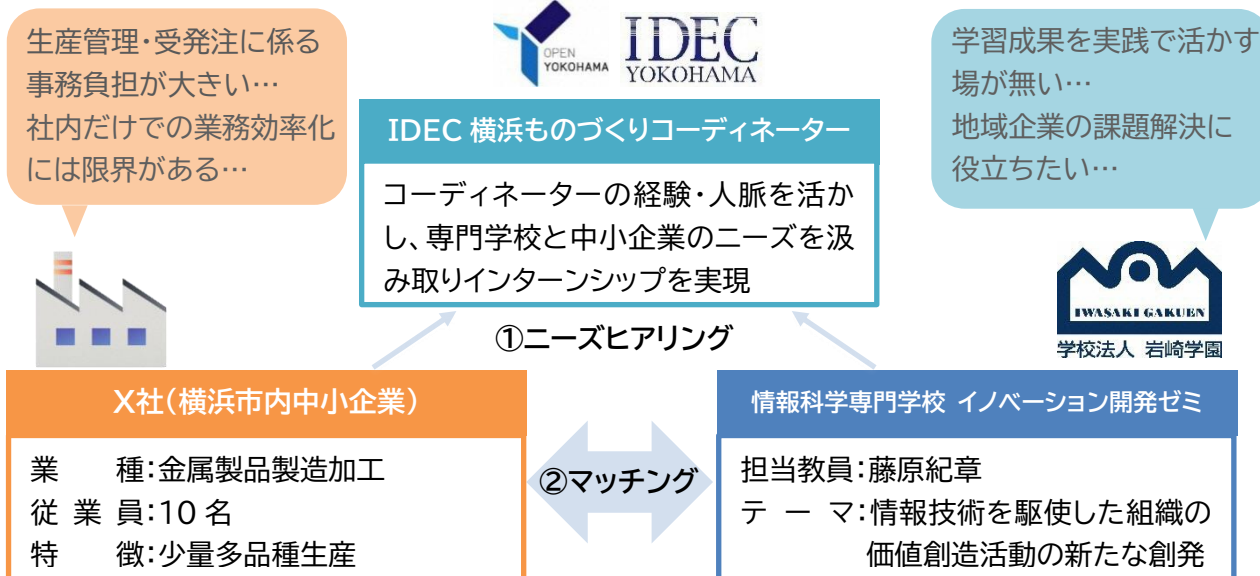 生産管理・受発注に係る
事務負担が大きい…
社内だけでの業務効率化
には限界がある…
OPEN
YOKOHAMA
IDEC
YOKOHAMA
学習成果を実践で活かす
場が無い…
地域企業の課題解決に
役立ちたい…
IDEC 横浜ものづくりコーディネーター
コーディネーターの経験・人脈を活か
し、専門学校と中小企業のニーズを汲
み取りインターンシップを実現
IWASAKI GAKUEN
学校法人 岩崎学園
①ニーズヒアリング
X社(横浜市内中小企業)
業 種:金属製品製造加工
従 業 員:10 名
特 徴:少量多品種生産
②マッチング
情報科学専門学校 イノベーション開発ゼミ
担当教員:藤原紀章
テ ー マ:情報技術を駆使した組織の
価値創造活動の新たな創発